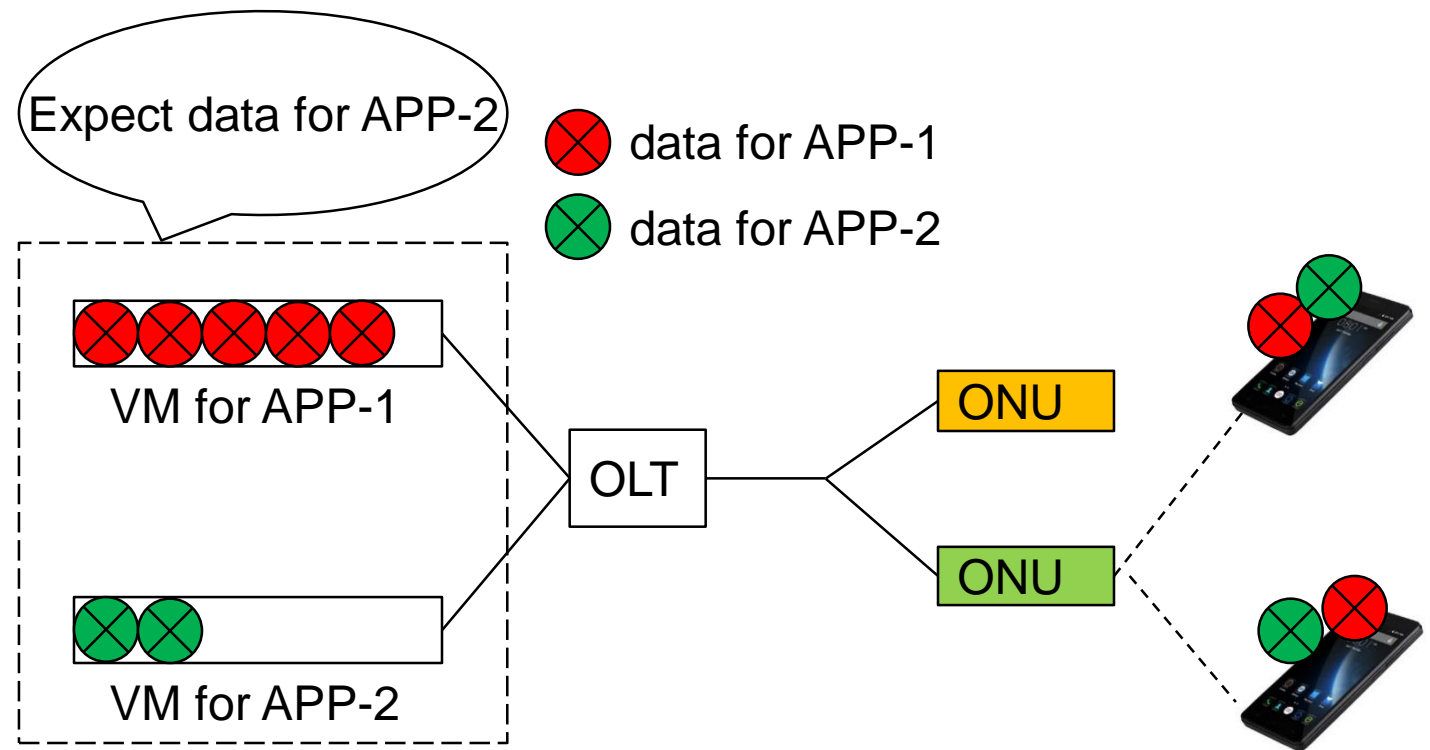 Expect data for APP-2
data for APP-1
data for APP-2
VM for APP-1
VM for APP-2
OLT
ONU
ONU